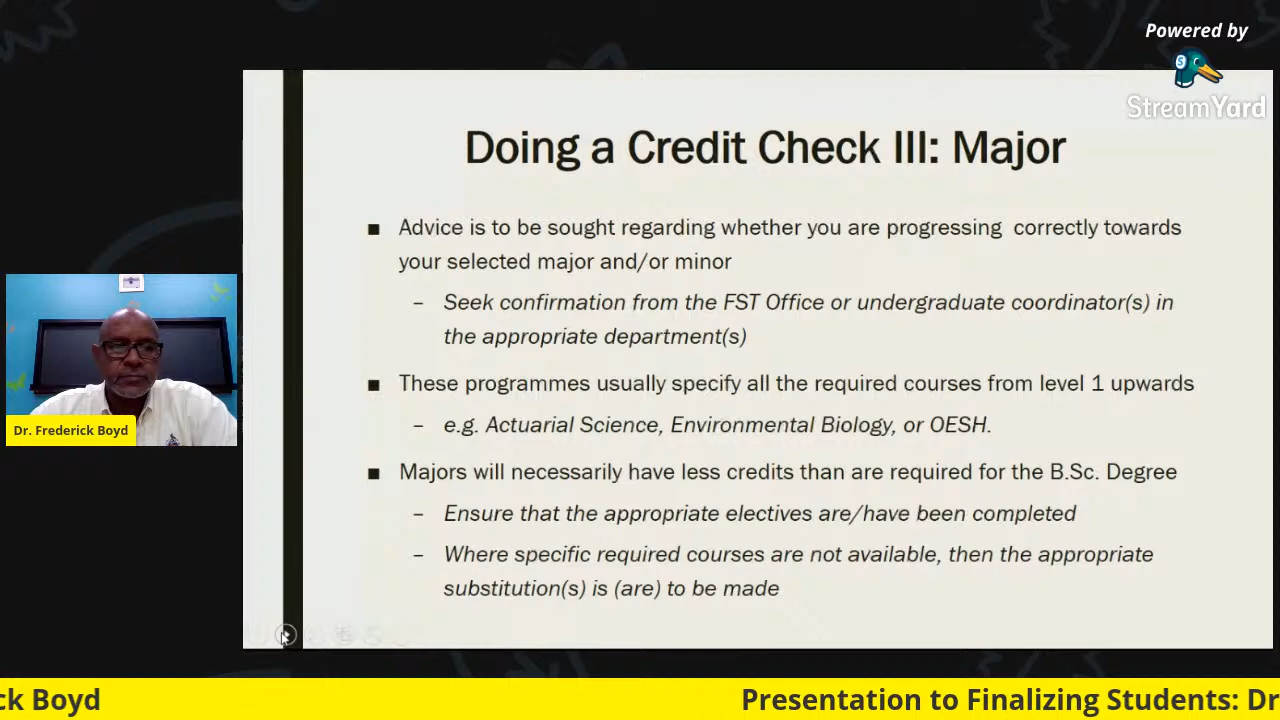 Powered by
StreamYard
Doing a Credit Check III: Major
■ Advice is to be sought regarding whether you are progressing correctly towards
your selected major and/or minor
– Seek confirmation from the FST Office or undergraduate coordinator(s) in
the appropriate department(s)
■ These programmes usually specify all the required courses from level 1 upwards
– e.g. Actuarial Science, Environmental Biology, or OESH.
■ Majors will necessarily have less credits than are required for the B.Sc. Degree
– Ensure that the appropriate electives are/have been completed
– Where specific required courses are not available, then the appropriate
substitution(s) is (are) to be made
Dr. Frederick Boyd
ck Boyd
Presentation to Finalizing Students: Dr